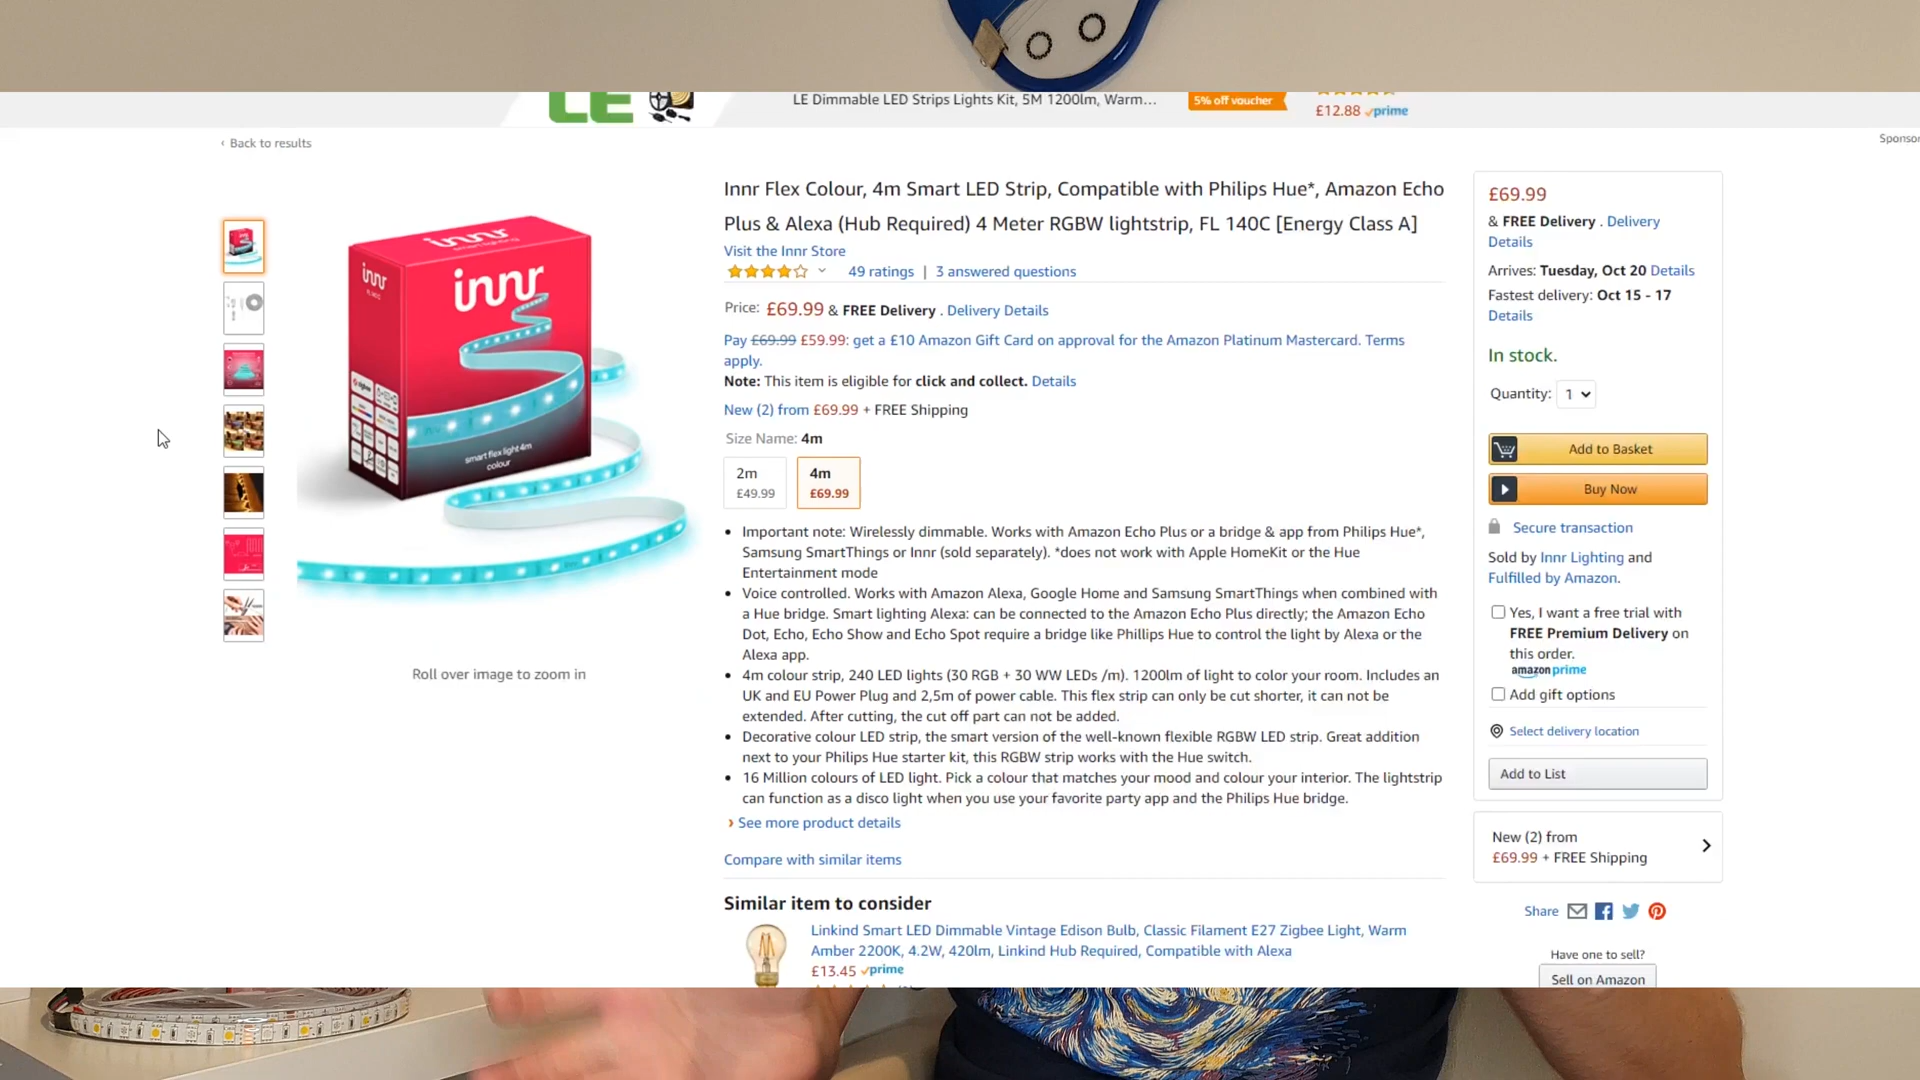 LE
LE Dimmable LED Strips Lights Kit, 5M 1200lm, Warm...
5% off voucher
£12.88 prime
‹ Back to results
Sponsor
Innr Flex Colour, 4m Smart LED Strip, Compatible with Philips Hue*, Amazon Echo
Plus & Alexa (Hub Required) 4 Meter RGBW lightstrip, FL 140C [Energy Class A]
Visit the Innr Store
49 ratings | 3 answered questions
Price: £69.99 & FREE Delivery . Delivery Details
Pay £69.99 £59.99: get a £10 Amazon Gift Card on approval for the Amazon Platinum Mastercard. Terms
apply.
Note: This item is eligible for click and collect. Details
New (2) from £69.99 + FREE Shipping
Size Name: 4m
2m
£49.99
4m
£69.99
• Important note: Wirelessly dimmable. Works with Amazon Echo Plus or a bridge & app from Philips Hue*,
Samsung SmartThings or Innr (sold separately). *does not work with Apple HomeKit or the Hue
Entertainment mode
• Voice controlled. Works with Amazon Alexa, Google Home and Samsung SmartThings when combined with
a Hue bridge. Smart lighting Alexa: can be connected to the Amazon Echo Plus directly; the Amazon Echo
Dot, Echo, Echo Show and Echo Spot require a bridge like Phillips Hue to control the light by Alexa or the
Alexa app.
• 4m colour strip, 240 LED lights (30 RGB + 30 WW LEDs /m). 1200lm of light to color your room. Includes an
UK and EU Power Plug and 2,5m of power cable. This flex strip can only be cut shorter, it can not be
extended. After cutting, the cut off part can not be added.
• Decorative colour LED strip, the smart version of the well-known flexible RGBW LED strip. Great addition
next to your Philips Hue starter kit, this RGBW strip works with the Hue switch.
• 16 Million colours of LED light. Pick a colour that matches your mood and colour your interior. The lightstrip
can function as a disco light when you use your favorite party app and the Philips Hue bridge.
› See more product details
Compare with similar items
Similar item to consider
Linkind Smart LED Dimmable Vintage Edison Bulb, Classic Filament E27 Zigbee Light, Warm
Amber 2200K, 4.2W, 420lm, Linkind Hub Required, Compatible with Alexa
£13.45 prime
innr
innr
innr
smart flex light 4m
colour
Roll over image to zoom in
£69.99
& FREE Delivery . Delivery
Details
Arrives: Tuesday, Oct 20 Details
Fastest delivery: Oct 15 - 17
Details
In stock.
Quantity: 1
Add to Basket
Buy Now
Secure transaction
Sold by Innr Lighting and
Fulfilled by Amazon.
Yes, I want a free trial with
FREE Premium Delivery on
this order.
amazon prime
Add gift options
Select delivery location
Add to List
New (2) from
£69.99 + FREE Shipping
Share
Have one to sell?
Sell on Amazon